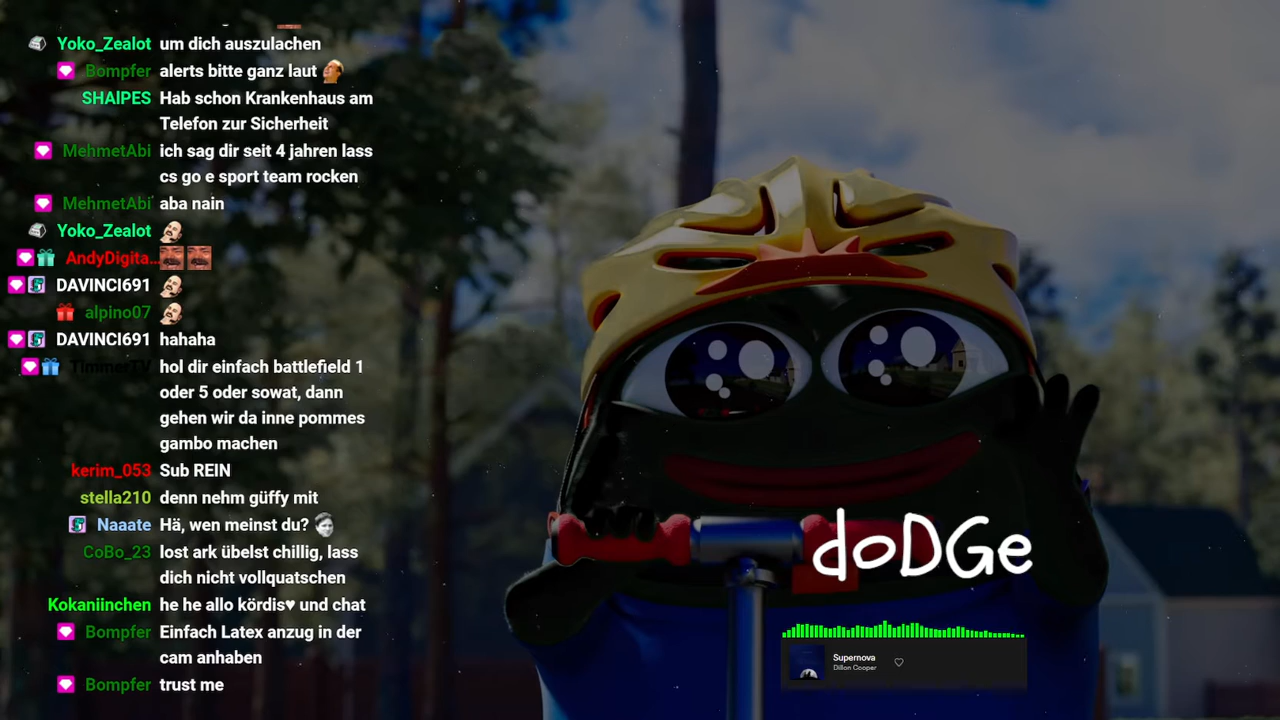 Yoko_Zealot um dich auszulachen
Bompfer alerts bitte ganz laut
SHAIPES Hab schon Krankenhaus am
Telefon zur Sicherheit
MehmetAbi ich sag dir seit 4 jahren lass
cs go e sport team rocken
MehmetAbi aba nain
Yoko_Zealot
AndyDigita...
DAVINCI691
alpino07
DAVINCI691 hahaha
TimmerTV hol dir einfach battlefield 1
oder 5 oder sowat, dann
gehen wir da inne pommes
gambo machen
kerim_053 Sub REIN
stella210 denn nehm güffy mit
Naaate Hä, wen meinst du?
CoBo_23 lost ark übelst chillig, lass
dich nicht vollquatschen
Kokaniinchen he he allo kördis♥ und chat
Bompfer Einfach Latex anzug in der
cam anhaben
Bompfer trust me
doDGe
Supernova
Dillon Cooper